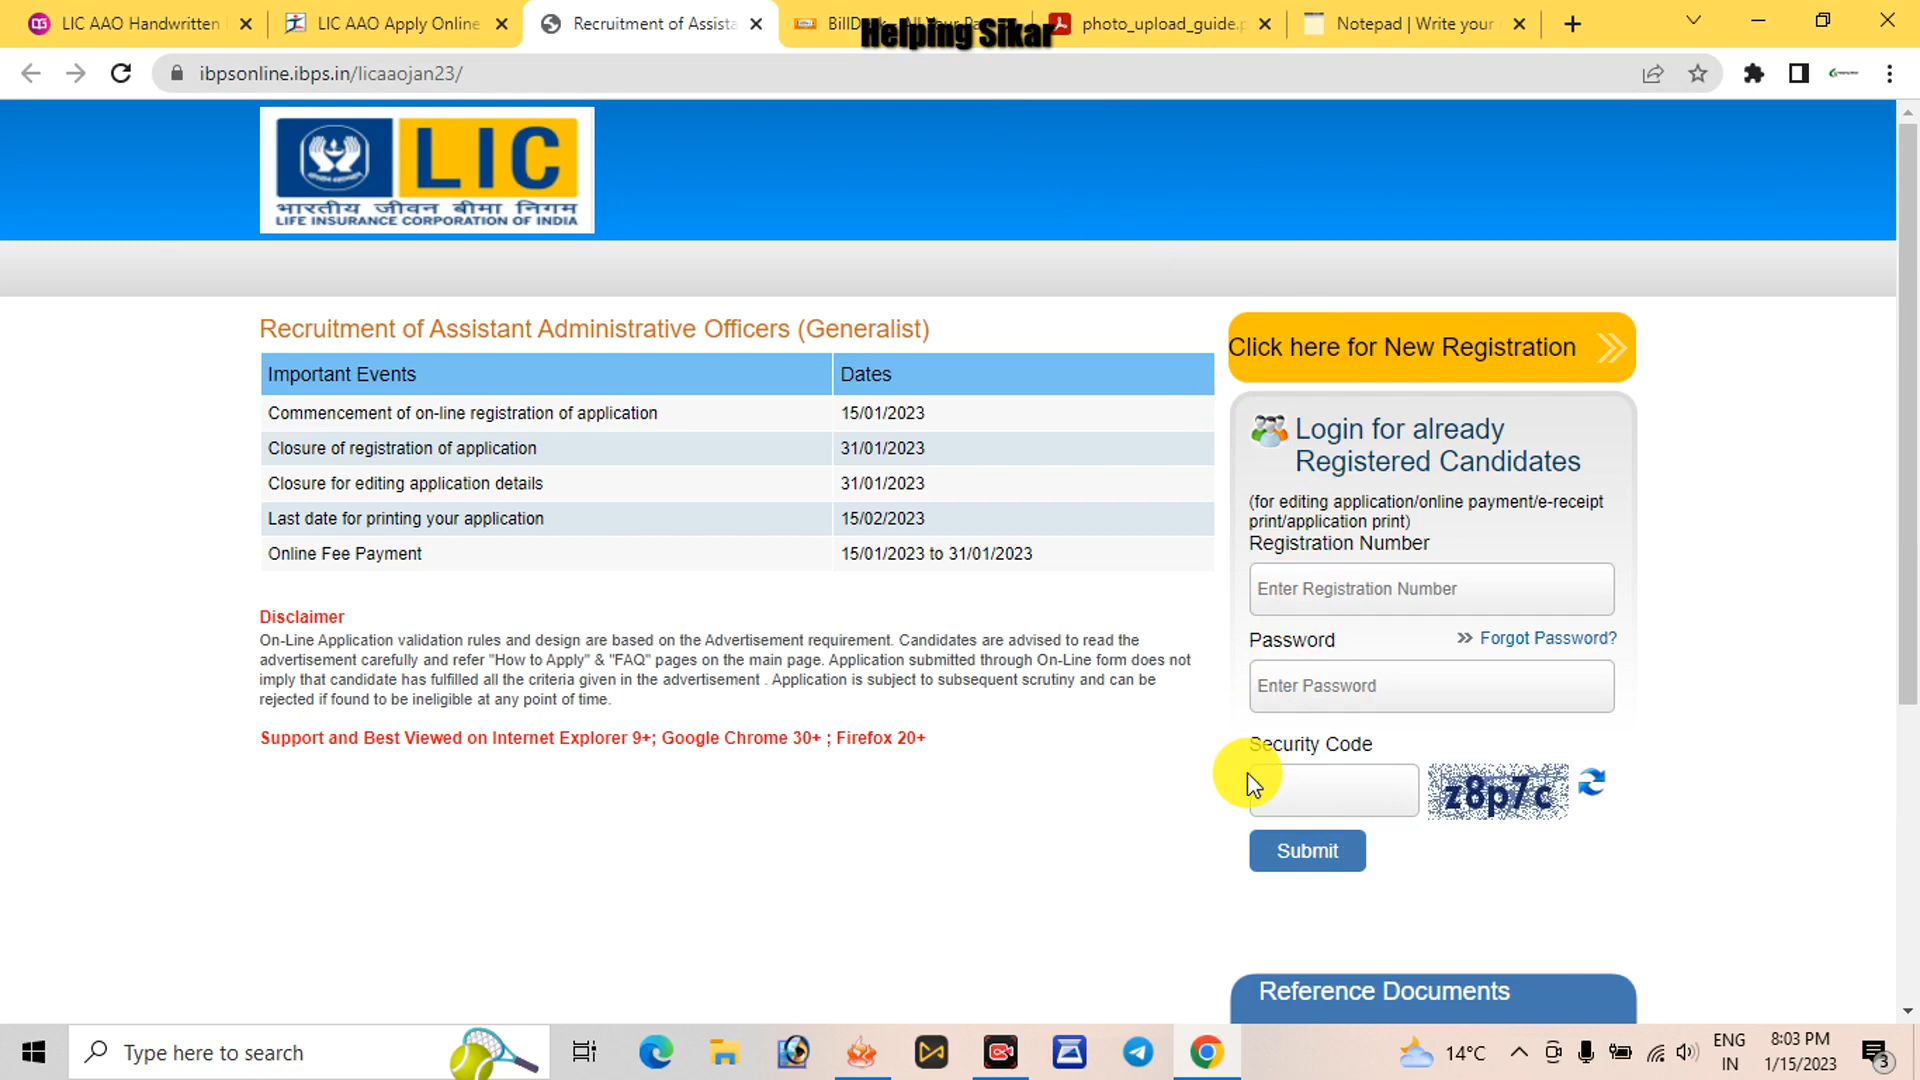 LIC AAO Handwritten
LIC AAO Apply Online
Recruitment of Assista
photo_upload_guide.p
Notepad | Write your
Helping Sikar
ibpsonline.ibps.in/licaaojan23/
LIC
भारतीय जीवन बीमा निगम
LIFE INSURANCE CORPORATION OF INDIA
Recruitment of Assistant Administrative Officers (Generalist)
Important Events Dates
Commencement of on-line registration of application 15/01/2023
Closure of registration of application 31/01/2023
Closure for editing application details 31/01/2023
Last date for printing your application 15/02/2023
Online Fee Payment 15/01/2023 to 31/01/2023
Disclaimer
On-Line Application validation rules and design are based on the Advertisement requirement. Candidates are advised to read the
advertisement carefully and refer "How to Apply" & "FAQ" pages on the main page. Application submitted through On-Line form does not
imply that candidate has fulfilled all the criteria given in the advertisement . Application is subject to subsequent scrutiny and can be
rejected if found to be ineligible at any point of time.
Support and Best Viewed on Internet Explorer 9+; Google Chrome 30+ ; Firefox 20+
Click here for New Registration
Login for already
Registered Candidates
(for editing application/online payment/e-receipt
print/application print)
Registration Number
Enter Registration Number
Password
Forgot Password?
Enter Password
Security Code
z8p7c
Submit
Reference Documents
Type here to search
14°C
ENG
IN
8:03 PM
1/15/2023
3